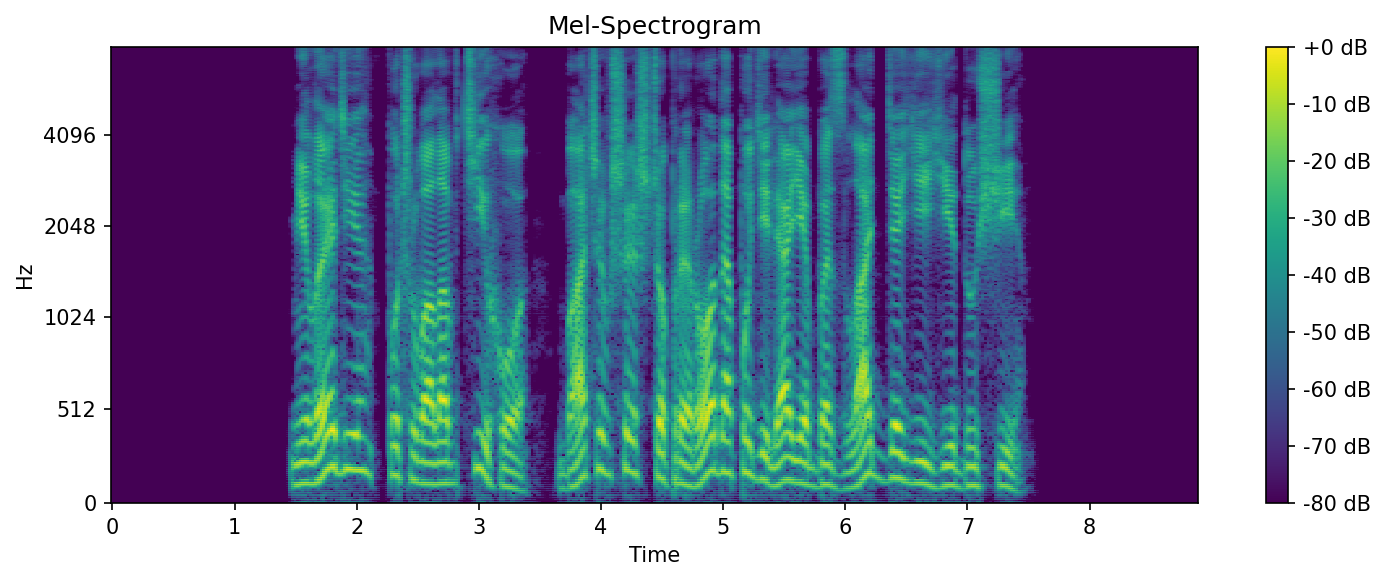 Mel-Spectrogram
+0 dB
-10 dB
-20 dB
-30 dB
-40 dB
-50 dB
-60 dB
-70 dB
-80 dB
Hz
4096
2048
1024
512
0
0 1 2 3 4 5 6 7 8
Time